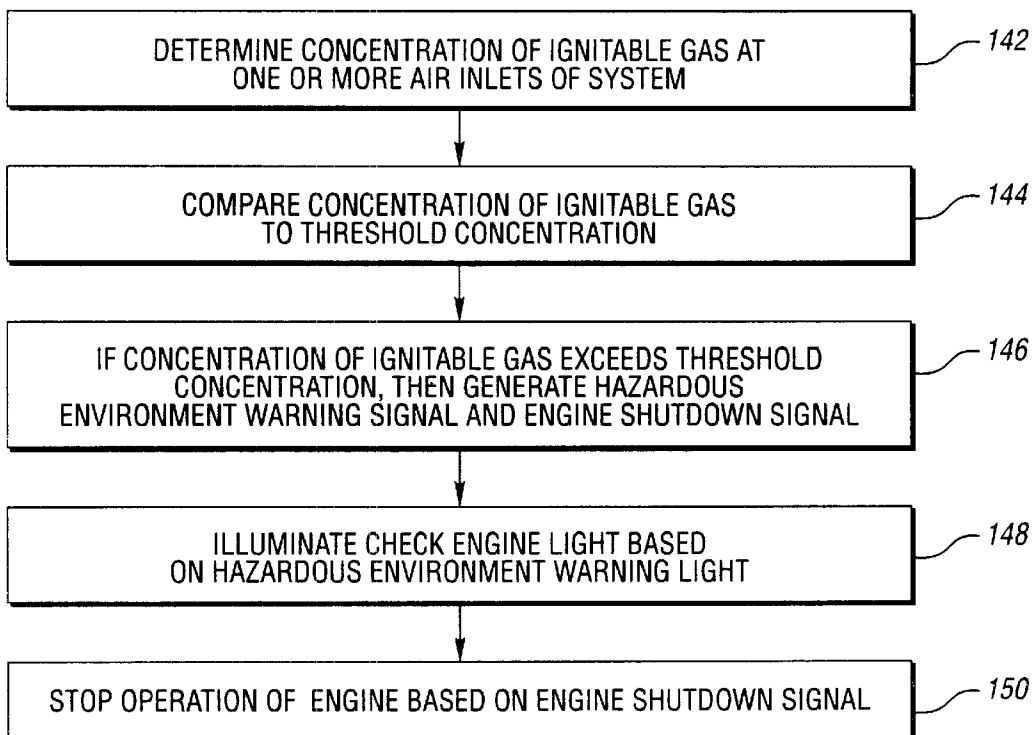 DETERMINE CONCENTRATION OF IGNITABLE GAS AT
ONE OR MORE AIR INLETS OF SYSTEM
142
COMPARE CONCENTRATION OF IGNITABLE GAS
TO THRESHOLD CONCENTRATION
144
IF CONCENTRATION OF IGNITABLE GAS EXCEEDS THRESHOLD
CONCENTRATION, THEN GENERATE HAZARDOUS
ENVIRONMENT WARNING SIGNAL AND ENGINE SHUTDOWN SIGNAL
146
ILLUMINATE CHECK ENGINE LIGHT BASED
ON HAZARDOUS ENVIRONMENT WARNING LIGHT
148
STOP OPERATION OF ENGINE BASED ON ENGINE SHUTDOWN SIGNAL
150